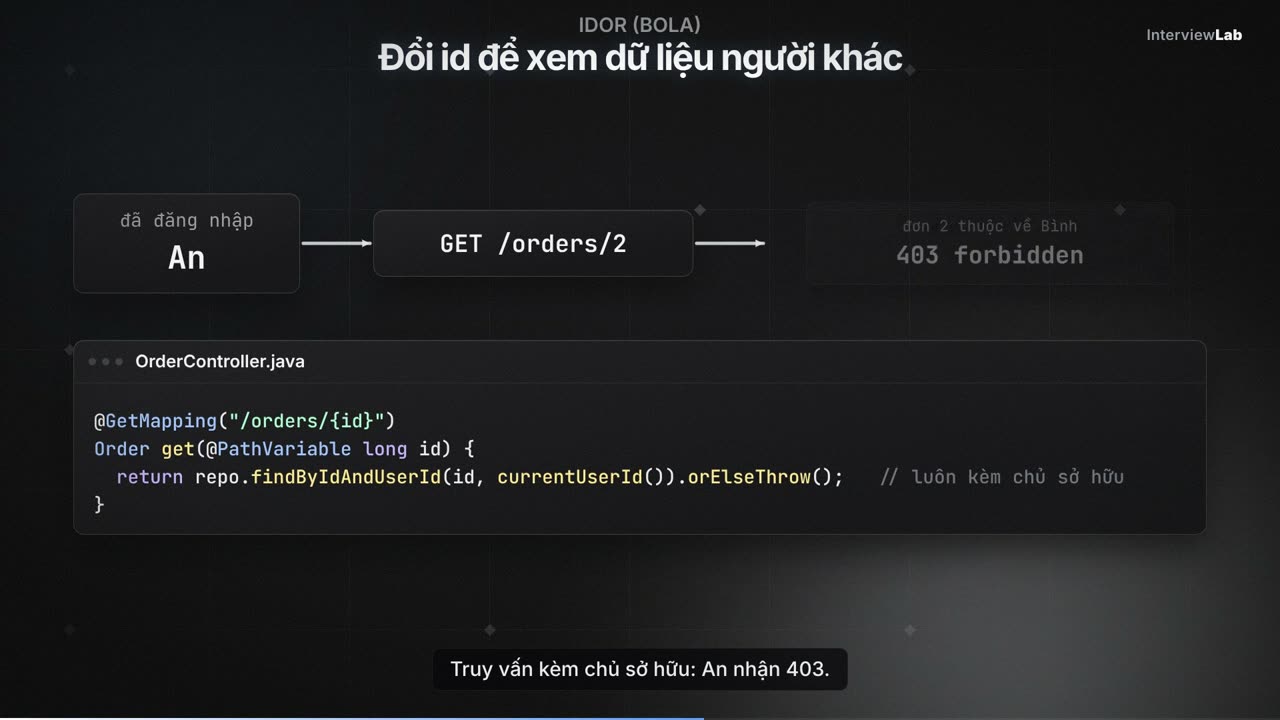 IDOR (BOLA)
Đổi id để xem dữ liệu người khác
InterviewLab
đã đăng nhập
An
GET /orders/2
đơn 2 thuộc về Bình
403 forbidden
OrderController.java
@GetMapping("/orders/{id}")
Order get(@PathVariable long id) {
  return repo.findByIdAndUserId(id, currentUserId()).orElseThrow();   // luôn kèm chủ sở hữu
}
Truy vấn kèm chủ sở hữu: An nhận 403.